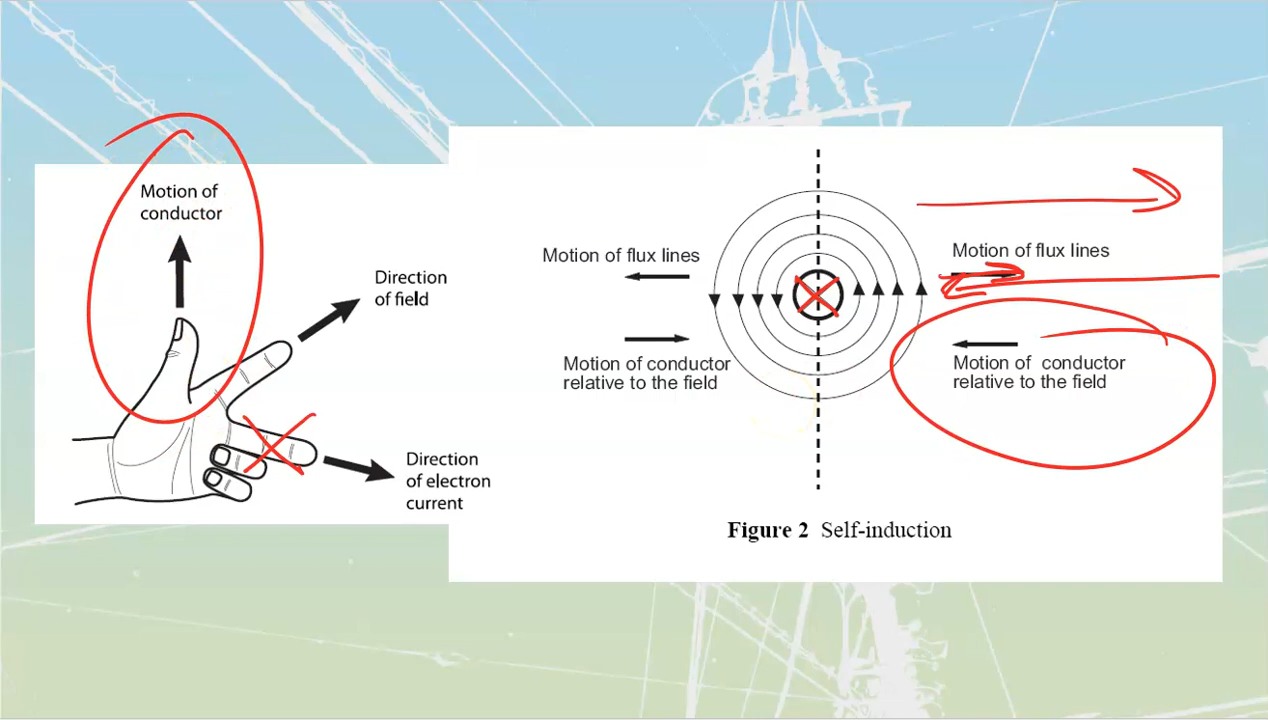 Motion of
conductor
Direction
of field
Direction
of electron
current
Motion of flux lines
Motion of conductor
relative to the field
Motion of flux lines
Motion of conductor
relative to the field
Figure 2 Self-induction